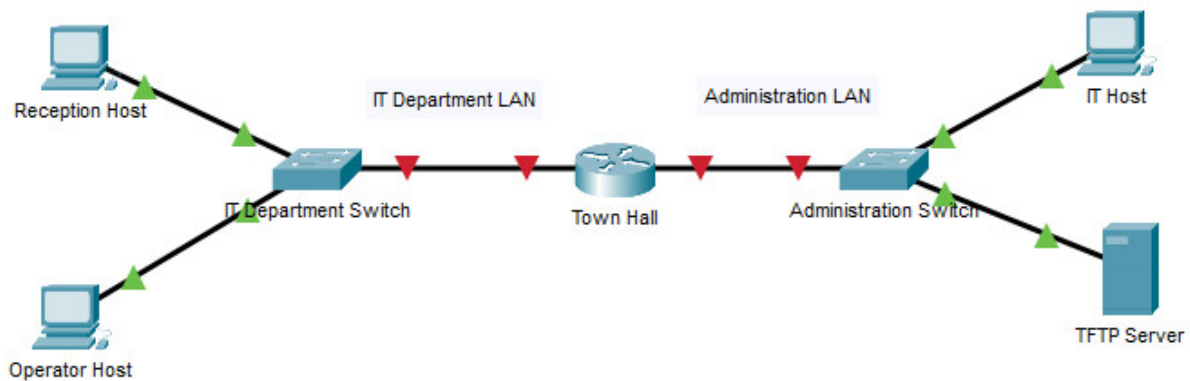 Reception Host
IT Department LAN
Administration LAN
IT Host
IT Department Switch
Town Hall
Administration Switch
TFTP Server
Operator Host